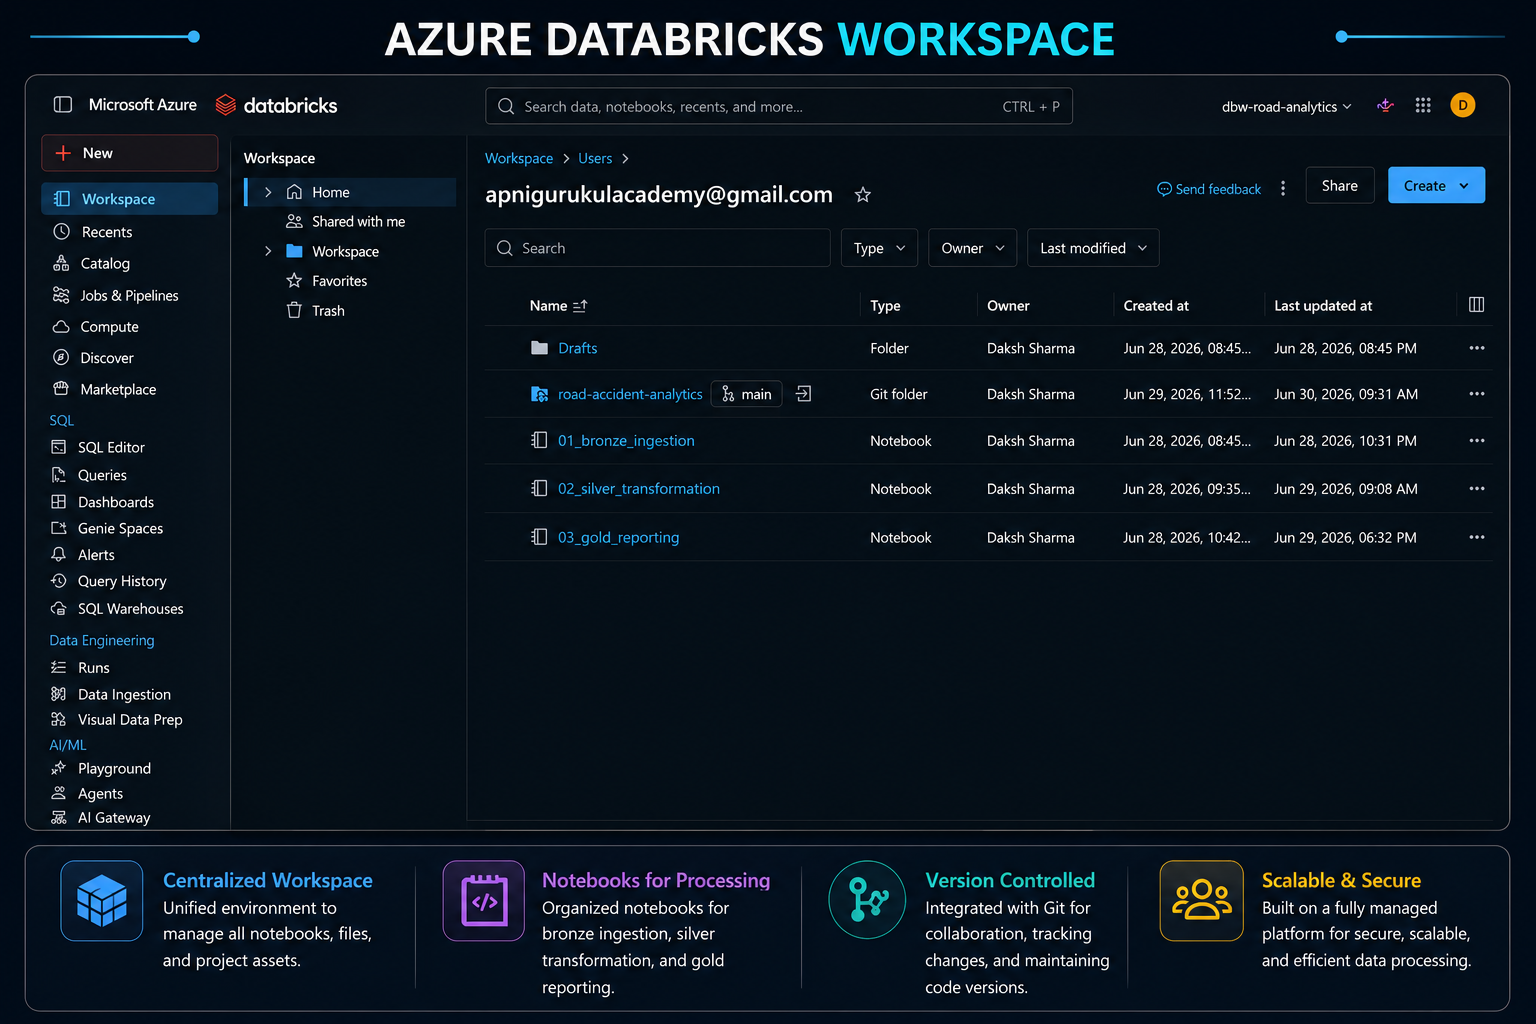 AZURE DATABRICKS WORKSPACE
Microsoft Azure databricks
Search data, notebooks, recents, and more... CTRL + P
dbw-road-analytics
D
New
Workspace
Recents
Catalog
Jobs & Pipelines
Compute
Discover
Marketplace
SQL
SQL Editor
Queries
Dashboards
Genie Spaces
Alerts
Query History
SQL Warehouses
Data Engineering
Runs
Data Ingestion
Visual Data Prep
AI/ML
Playground
Agents
AI Gateway
Workspace
Home
Shared with me
Workspace
Favorites
Trash
Workspace > Users >
apnigurukulacademy@gmail.com
Send feedback
Share
Create
Search
Type
Owner
Last modified
Name Type Owner Created at Last updated at
Drafts Folder Daksh Sharma Jun 28, 2026, 08:45... Jun 28, 2026, 08:45 PM
road-accident-analytics main Git folder Daksh Sharma Jun 29, 2026, 11:52... Jun 30, 2026, 09:31 AM
01_bronze_ingestion Notebook Daksh Sharma Jun 28, 2026, 08:45... Jun 28, 2026, 10:31 PM
02_silver_transformation Notebook Daksh Sharma Jun 28, 2026, 09:35... Jun 29, 2026, 09:08 AM
03_gold_reporting Notebook Daksh Sharma Jun 28, 2026, 10:42... Jun 29, 2026, 06:32 PM
Centralized Workspace
Unified environment to
manage all notebooks, files,
and project assets.
Notebooks for Processing
Organized notebooks for
bronze ingestion, silver
transformation, and gold
reporting.
Version Controlled
Integrated with Git for
collaboration, tracking
changes, and maintaining
code versions.
Scalable & Secure
Built on a fully managed
platform for secure, scalable,
and efficient data processing.